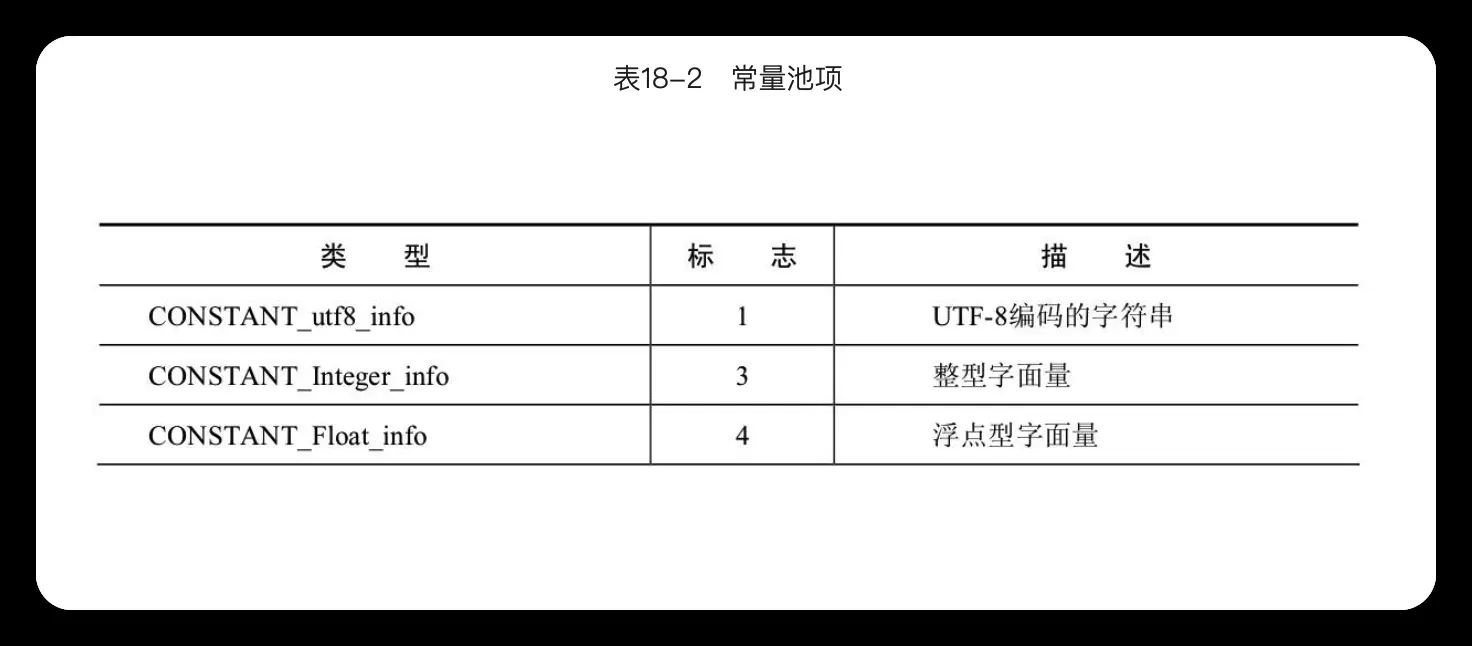 表18-2 常量池项
类 型 标 志 描 述
CONSTANT_utf8_info 1 UTF-8编码的字符串
CONSTANT_Integer_info 3 整型字面量
CONSTANT_Float_info 4 浮点型字面量